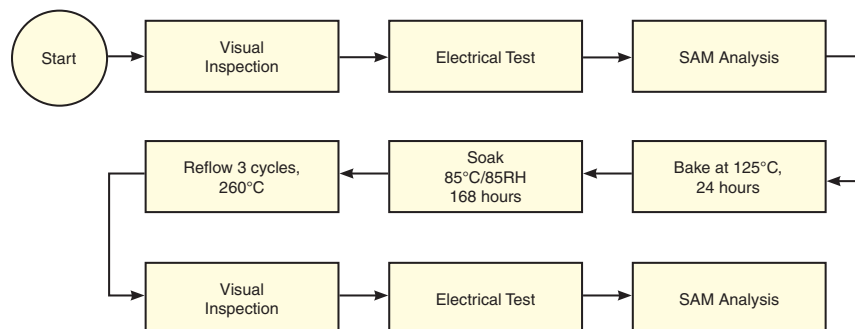 Start
Visual
Inspection
Electrical Test
SAM Analysis
Bake at 125°C,
24 hours
Soak
85°C/85RH
168 hours
Reflow 3 cycles,
260°C
Visual
Inspection
Electrical Test
SAM Analysis